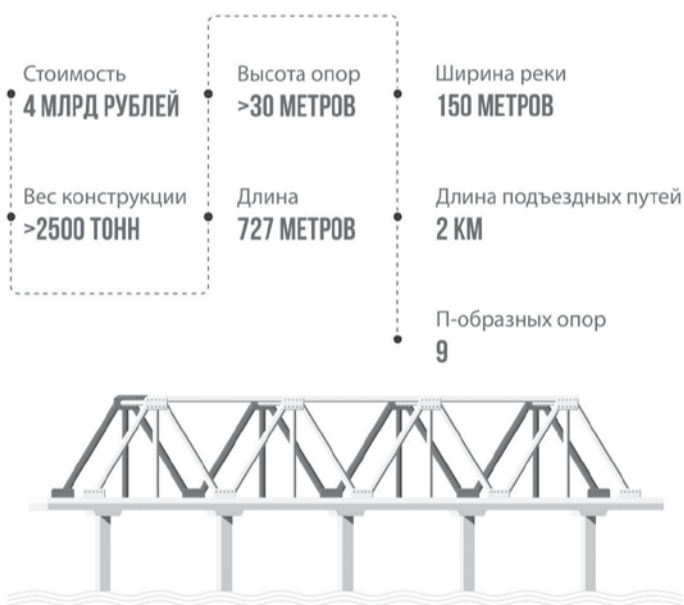 Стоимость
4 МЛРД РУБЛЕЙ
Вес конструкции
>2500 ТОНН
Высота опор
>30 МЕТРОВ
Длина
727 МЕТРОВ
Ширина реки
150 МЕТРОВ
Длина подъездных путей
2 КМ
П-образных опор
9